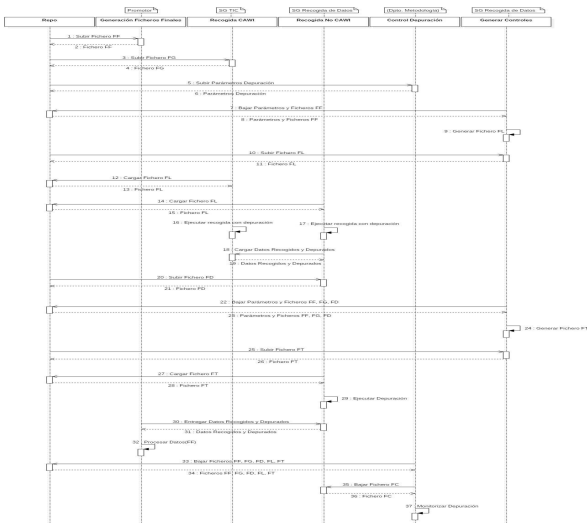 Promotor
SG TIC
SG Recogida de Datos
(Dpto. Metodología)
SG Recogida de Datos
Repo
Generación Ficheros Finales
Recogida CAWI
Recogida No CAWI
Control Depuración
Generar Controles
1 : Subir Fichero FF
2 : Fichero FF
3 : Subir Fichero FG
4 : Fichero FG
5 : Subir Parámetros Depuración
6 : Parámetros Depuración
7 : Bajar Parámetros y Ficheros FF
8 : Parámetros y Ficheros FF
9 : Generar Fichero FL
10 : Subir Fichero FL
11 : Fichero FL
12 : Cargar Fichero FL
13 : Fichero FL
14 : Cargar Fichero FL
15 : Fichero FL
16 : Ejecutar recogida con depuración
17 : Ejecutar recogida con depuración
18 : Cargar Datos Recogidos y Depurados
19 : Datos Recogidos y Depurados
20 : Subir Fichero FD
21 : Fichero FD
22 : Bajar Parámetros y Ficheros FF, FG, FD
23 : Parámetros y Ficheros FF, FG, FD
24 : Generar Fichero FT
25 : Subir Fichero FT
26 : Fichero FT
27 : Cargar Fichero FT
28 : Fichero FT
29 : Ejecutar Depuración
30 : Entregar Datos Recogidos y Depurados
31 : Datos Recogidos y Depurados
32 : Procesar Datos(FF)
33 : Bajar Ficheros FF, FG, FD, FL, FT
34 : Ficheros FF, FG, FD, FL, FT
35 : Bajar Fichero FC
36 : Fichero FC
37 : Monitorizar Depuración